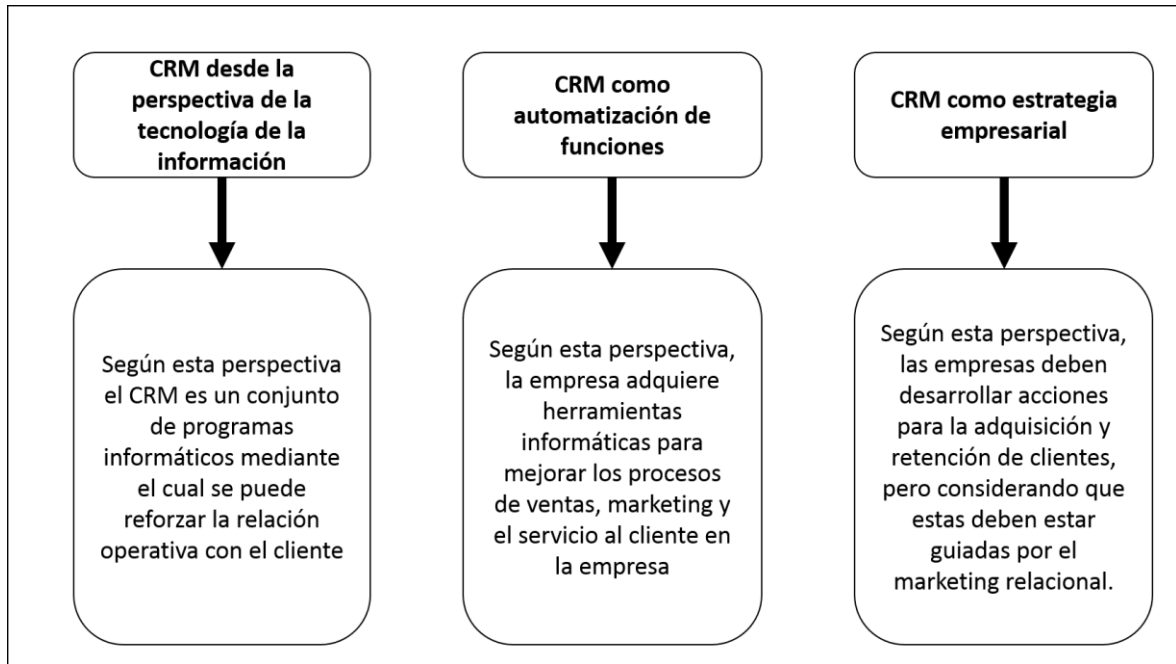 CRM desde la
perspectiva de la
tecnología de la
información
Según esta perspectiva
el CRM es un conjunto
de programas
informáticos mediante
el cual se puede
reforzar la relación
operativa con el cliente
CRM como
automatización de
funciones
Según esta perspectiva,
la empresa adquiere
herramientas
informáticas para
mejorar los procesos
de ventas, marketing y
el servicio al cliente en
la empresa
CRM como estrategia
empresarial
Según esta perspectiva,
las empresas deben
desarrollar acciones
para la adquisición y
retención de clientes,
pero considerando que
estas deben estar
guiadas por el
marketing relacional.